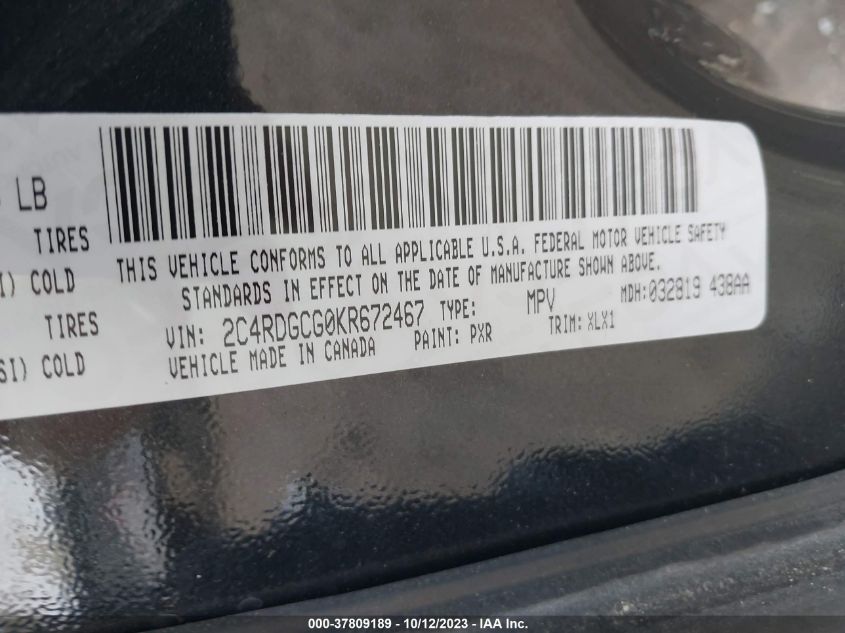 LB
TIRES
I) COLD
TIRES
SI) COLD
THIS VEHICLE CONFORMS TO ALL APPLICABLE U.S.A. FEDERAL MOTOR VEHICLE SAFETY
STANDARDS IN EFFECT ON THE DATE OF MANUFACTURE SHOWN ABOVE.
VIN: 2C4RDGCG0KR672467 TYPE: MPV MDH:032819 438AA
VEHICLE MADE IN CANADA PAINT: PXR TRIM: XLX1
000-37809189 - 10/12/2023 - IAA Inc.